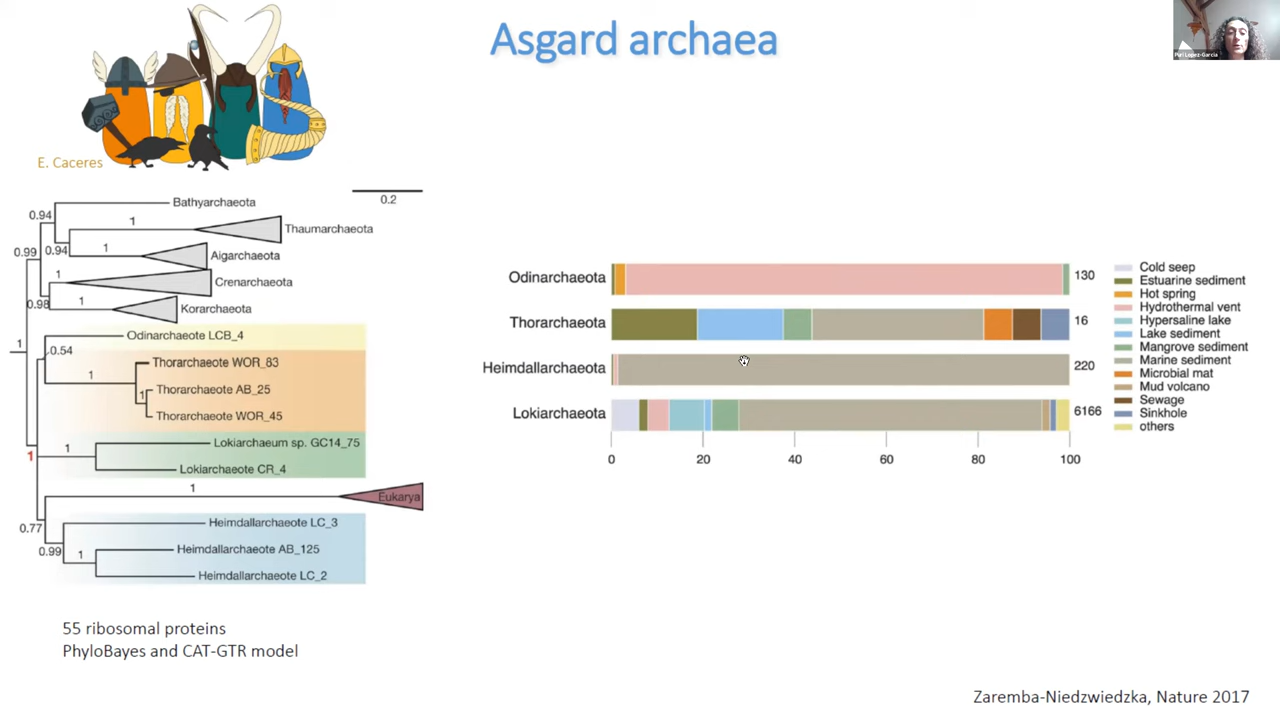 Asgard archaea
Puri Lopez-Garcia
E. Caceres
0.2
Bathyarchaeota
0.94
1
Thaumarchaeota
0.99
0.94
1
Aigarchaeota
1
Crenarchaeota
0.98
1
Korarchaeota
Odinarchaeote LCB_4
1
0.54
Thorarchaeote WOR_83
1
1
Thorarchaeote AB_25
Thorarchaeote WOR_45
Lokiarchaeum sp. GC14_75
1
1
Lokiarchaeote CR_4
1
Eukarya
0.77
Heimdallarchaeote LC_3
0.99
1
Heimdallarchaeote AB_125
Heimdallarchaeote LC_2
55 ribosomal proteins
PhyloBayes and CAT-GTR model
Odinarchaeota
130
Thorarchaeota
16
Heimdallarchaeota
220
Lokiarchaeota
6166
0 20 40 60 80 100
Cold seep
Estuarine sediment
Hot spring
Hydrothermal vent
Hypersaline lake
Lake sediment
Mangrove sediment
Marine sediment
Microbial mat
Mud volcano
Sewage
Sinkhole
others
Zaremba-Niedzwiedzka, Nature 2017